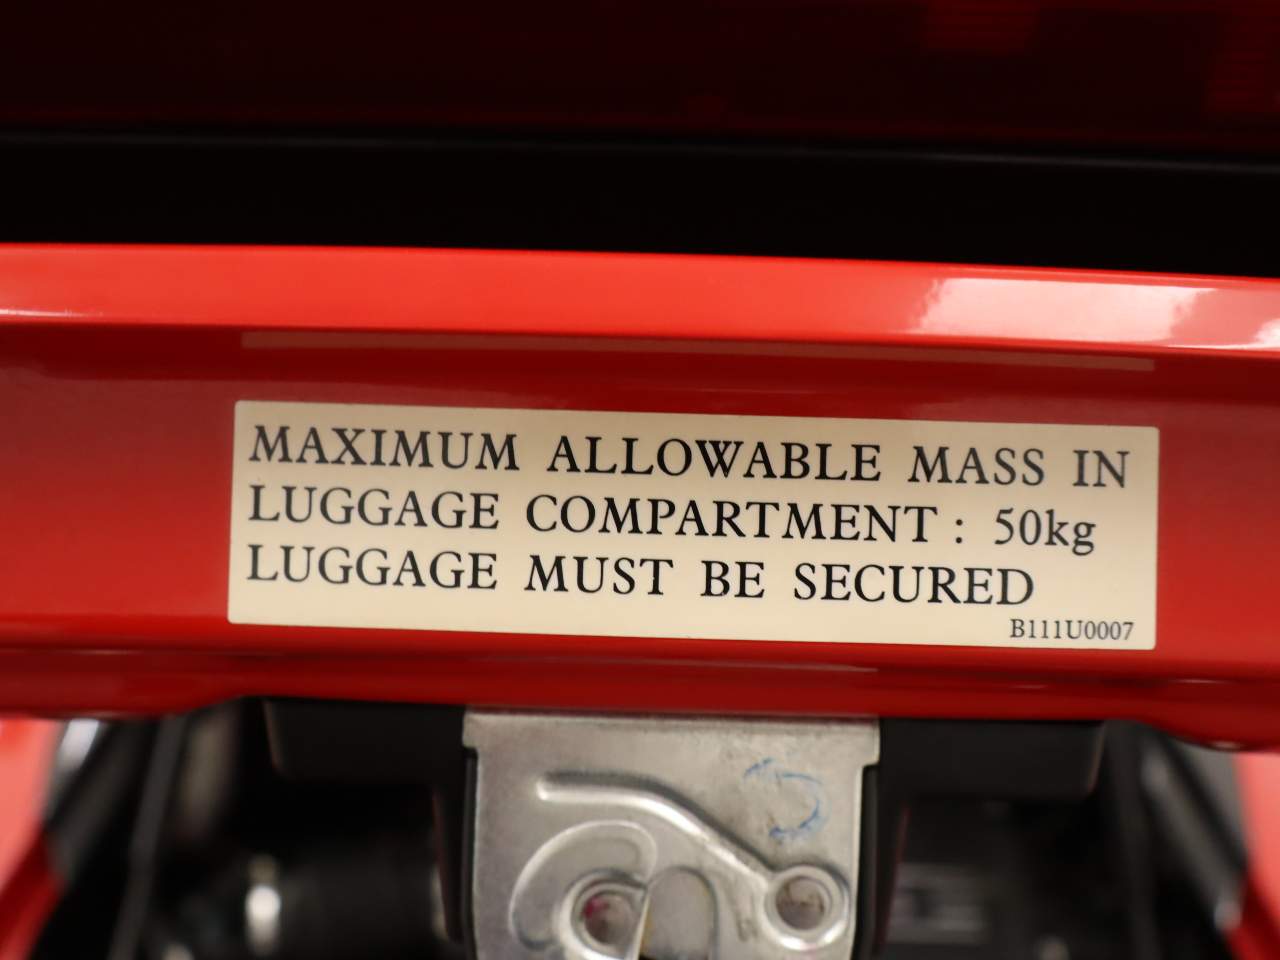 MAXIMUM ALLOWABLE MASS IN
LUGGAGE COMPARTMENT : 50kg
LUGGAGE MUST BE SECURED
B111U0007